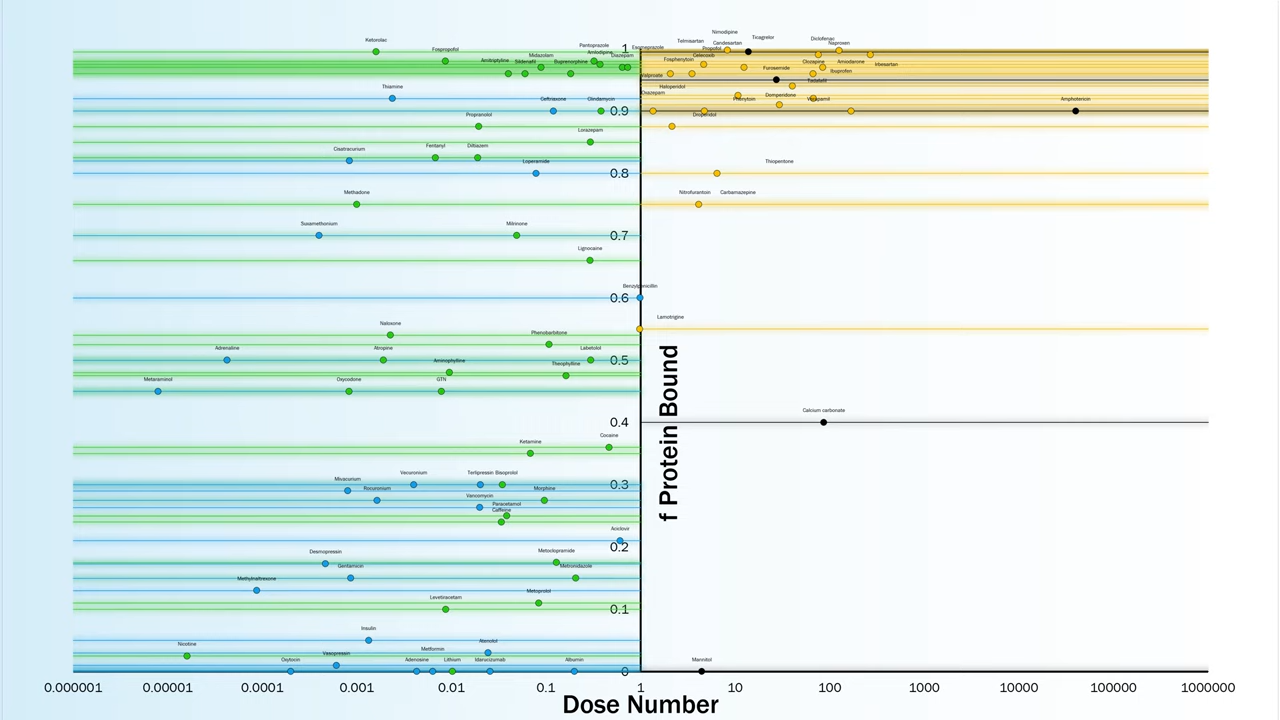 Nimodipine
Ketorolac
Telmisartan
Ticagrelor
Diclofenac
Pantoprazole
Candesartan
Naproxen
Fospropofol
1
Esomeprazole
Propofol
Amlodipine
Midazolam
Diazepam
Celecoxib
Amitriptyline
Sildenafil
Buprenorphine
Fosphenytoin
Clozapine
Amiodarone
Irbesartan
Furosemide
Ibuprofen
Valproate
Tadalafil
Thiamine
Haloperidol
Diazepam
Domperidone
Ceftriaxone
Clindamycin
Phenytoin
Verapamil
Amphotericin
0.9
Propranolol
Droperidol
Lorazepam
Cisatracurium
Fentanyl
Diltiazem
Loperamide
Thiopentone
0.8
Methadone
Nitrofurantoin
Carbamazepine
Suxamethonium
Milrinone
0.7
Lignocaine
Benzylpenicillin
0.6
Lamotrigine
Naloxone
Phenobarbitone
Adrenaline
Atropine
Labetolol
0.5
Aminophylline
Theophylline
Metaraminol
Oxycodone
GTN
f Protein Bound
Calcium carbonate
0.4
Ketamine
Cocaine
Mivacurium
Vecuronium
Terlipressin
Bisoprolol
0.3
Rocuronium
Morphine
Vancomycin
Paracetamol
Caffeine
Aciclovir
0.2
Desmopressin
Metoclopramide
Gentamicin
Metronidazole
Methylnaltrexone
Metoprolol
Levetiracetam
0.1
Insulin
Nicotine
Atenolol
Vasopressin
Metformin
Oxytocin
Adenosine
Lithium
Idarunizumab
Albumin
Mannitol
0
0.000001
0.00001
0.0001
0.001
0.01
0.1
1
10
100
1000
10000
100000
1000000
Dose Number